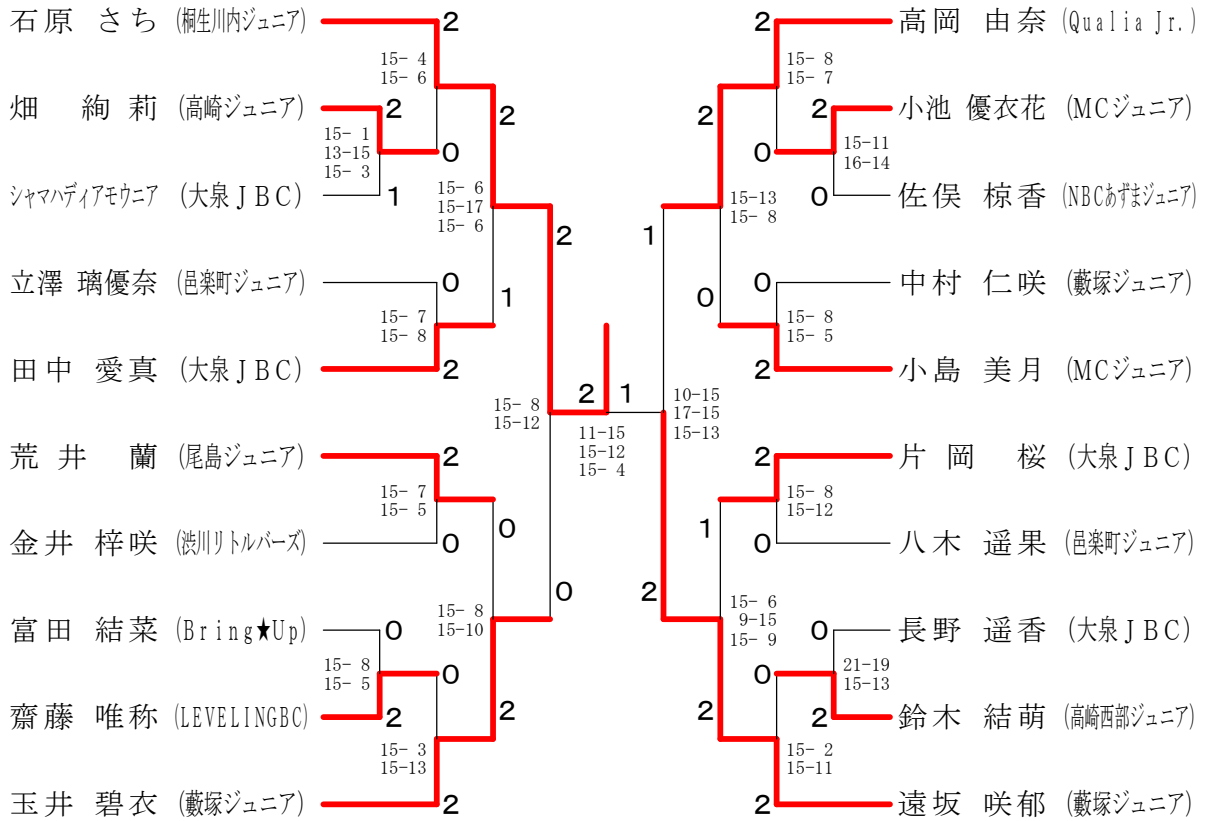 石原 さち (桐生川内ジュニア) 2 2 高岡 由奈 (Qualia Jr.)
15- 4 15- 8
15- 6 15- 7
畑 絢莉 (高崎ジュニア) 2 2 2 2 小池 優衣花 (MCジュニア)
15- 1 15-11
13-15 0 0 16-14
15- 3
シャマハディアモウニア (大泉JBC) 1 15- 6 15-13 0 佐俣 椋香 (NBCあずまジュニア)
15-17 15- 8
15- 6
2 1
立澤 璃優奈 (邑楽町ジュニア) 0 0 中村 仁咲 (藪塚ジュニア)
1 0
15- 7 15- 8
15- 8 15- 5
田中 愛真 (大泉JBC) 2 2 小島 美月 (MCジュニア)
15- 8 2 1 10-15
15-12 17-15
11-15 15-13
15-12
15- 4
荒井 蘭 (尾島ジュニア) 2 2 片岡 桜 (大泉JBC)
15- 7 15- 8
15- 5 15-12
0 1
金井 梓咲 (渋川リトルバーズ) 0 0 八木 遥果 (邑楽町ジュニア)
0 2
15- 8 15- 6
15-10 9-15
15- 9
富田 結菜 (Bring★Up) 0 0 長野 遥香 (大泉JBC)
15- 8 0 0 21-19
15- 5 15-13
齋藤 唯称 (LEVELINGBC) 2 2 2 2 鈴木 結萌 (高崎西部ジュニア)
15- 3 15- 2
15-13 15-11
玉井 碧衣 (藪塚ジュニア) 2 2 遠坂 咲郁 (藪塚ジュニア)